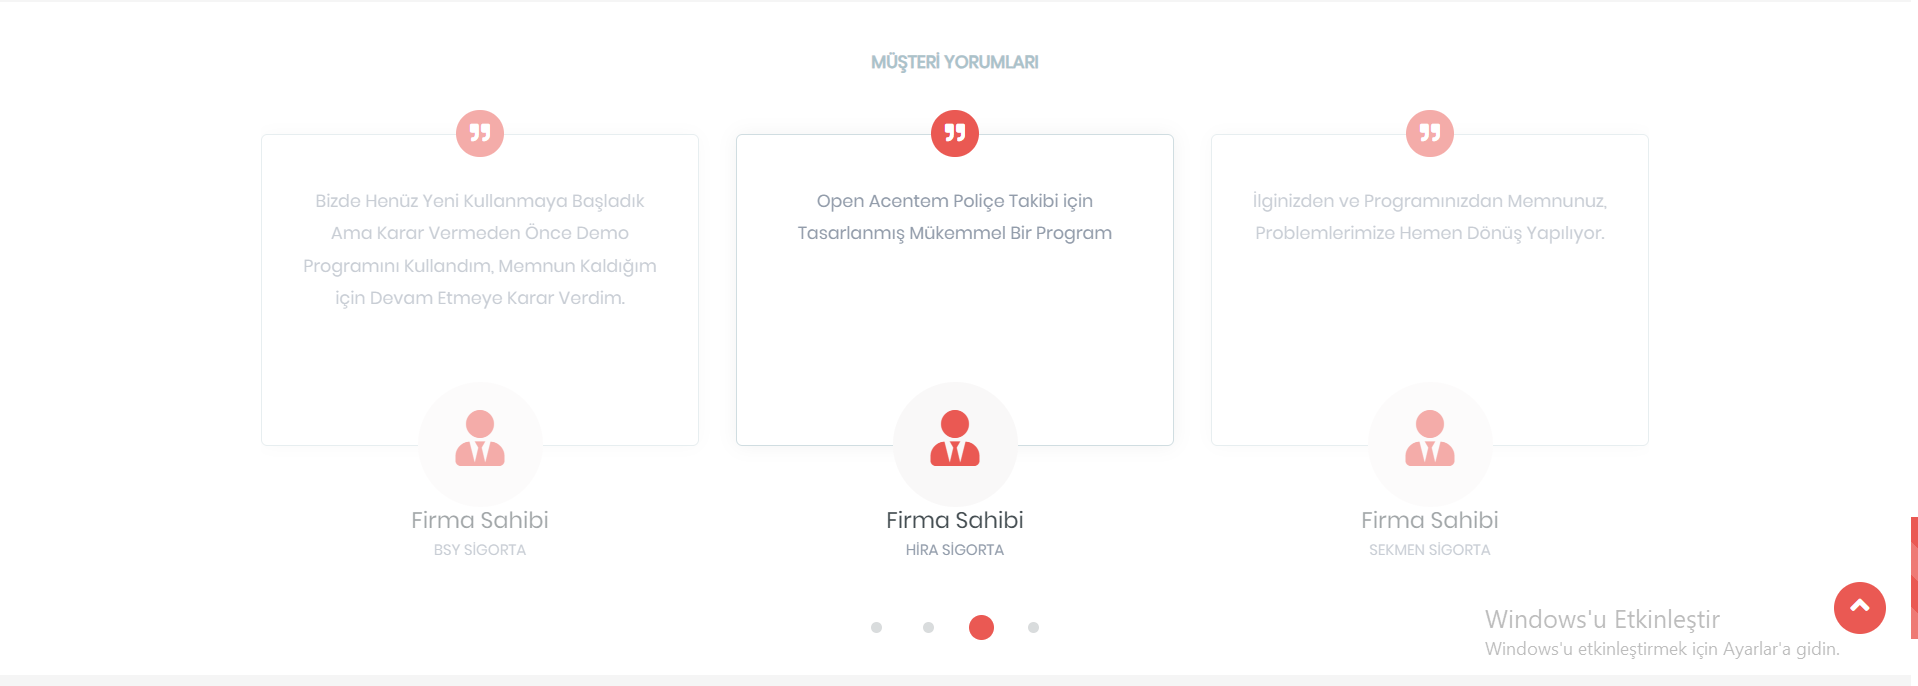 MÜŞTERİ YORUMLARI
Bizde Henüz Yeni Kullanmaya Başladık
Ama Karar Vermeden Önce Demo
Programını Kullandım, Memnun Kaldığım
için Devam Etmeye Karar Verdim.
Firma Sahibi
BSY SİGORTA
Open Acentem Poliçe Takibi için
Tasarlanmış Mükemmel Bir Program
Firma Sahibi
HİRA SİGORTA
İlginizden ve Programınızdan Memnunuz,
Problemlerimize Hemen Dönüş Yapılıyor.
Firma Sahibi
SEKMEN SİGORTA
Windows'u Etkinleştir
Windows'u etkinleştirmek için Ayarlar'a gidin.